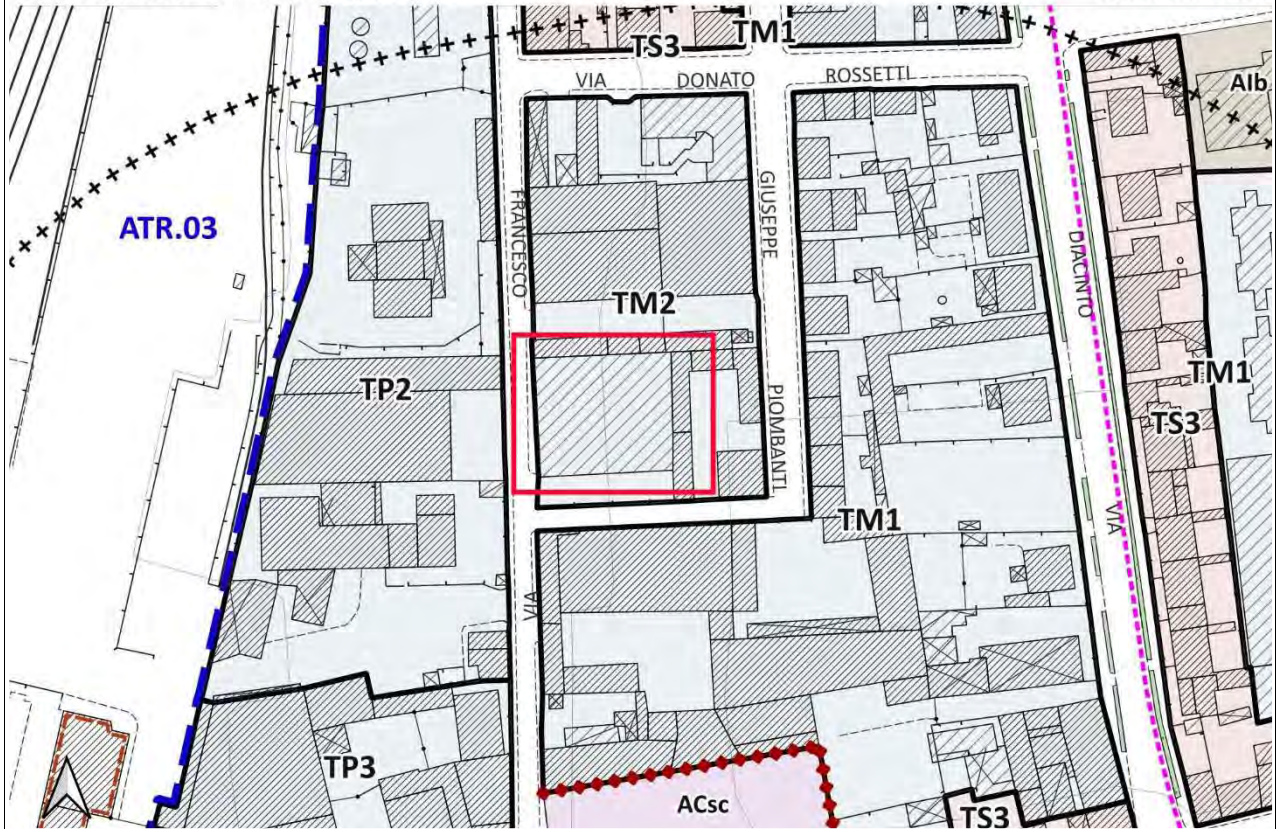 TM1
TS3
VIA DONATO ROSSETTI
AIb
ATR.03
FRANCESCO
GIUSEPPE
DIACINTO
TM2
TP2
TM1
TS3
PIOMBANTI
TM1
VIA
VIA
TP3
ACsc
TS3